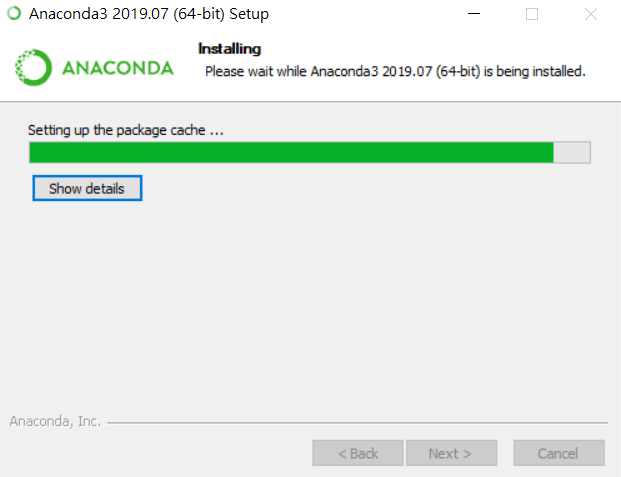 Anaconda3 2019.07 (64-bit) Setup
ANACONDA
Installing
Please wait while Anaconda3 2019.07 (64-bit) is being installed.
Setting up the package cache ...
Show details
Anaconda, Inc.
< Back
Next >
Cancel